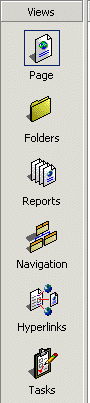 Views
Page
Folders
Reports
Navigation
Hyperlinks
Tasks